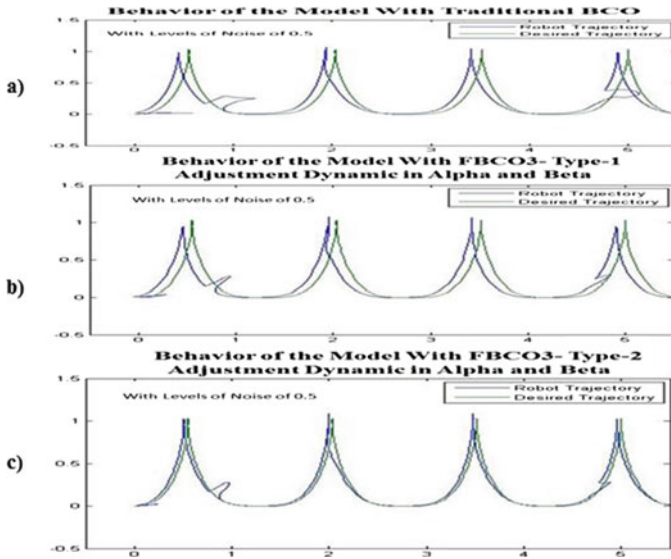 Behavior of the Model With Traditional BCO
With Levels of Noise of 0.5
Robot Trajectory
Desired Trajectory
a)
1.5
1
0.5
0
-0.5
0 1 2 3 4 5
Behavior of the Model With FBCO3- Type-1
Adjustment Dynamic in Alpha and Beta
With Levels of Noise of 0.5
Robot Trajectory
Desired Trajectory
b)
1.5
1
0.5
0
-0.5
0 1 2 3 4 5
Behavior of the Model With FBCO3- Type-2
Adjustment Dynamic in Alpha and Beta
With Levels of Noise of 0.5
Robot Trajectory
Desired Trajectory
c)
1.5
1
0.5
0
-0.5
0 1 2 3 4 5